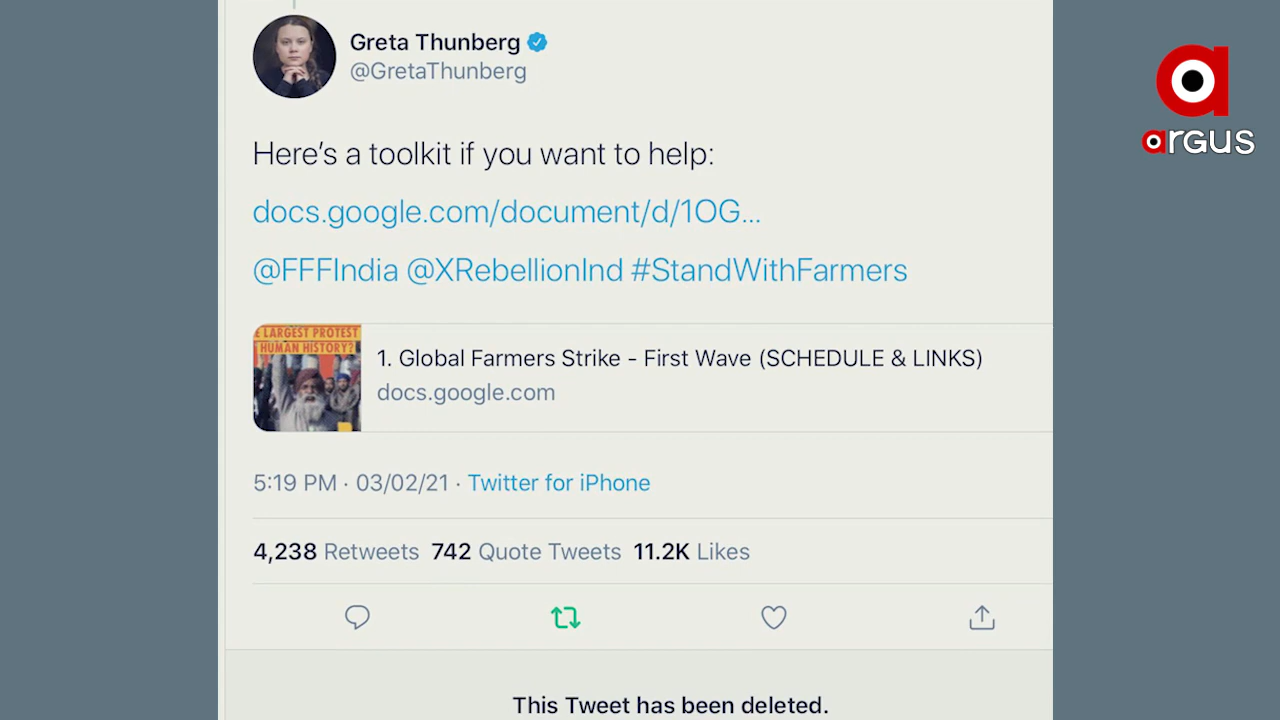 Greta Thunberg
@GretaThunberg
argus
Here's a toolkit if you want to help:
docs.google.com/document/d/1OG...
@FFFIndia @XRebellionInd #StandWithFarmers
E LARGEST PROTEST
HUMAN HISTORY?
1. Global Farmers Strike - First Wave (SCHEDULE & LINKS)
docs.google.com
5:19 PM · 03/02/21 · Twitter for iPhone
4,238 Retweets 742 Quote Tweets 11.2K Likes
This Tweet has been deleted.